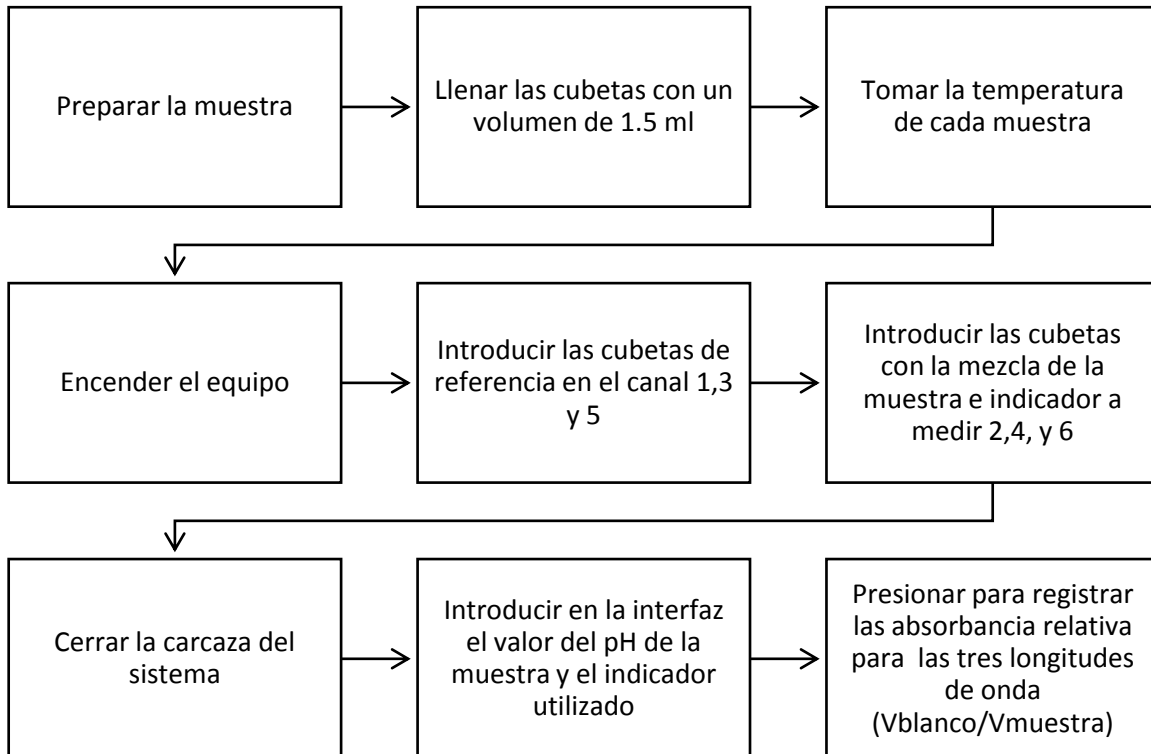 Preparar la muestra
Llenar las cubetas con un
volumen de 1.5 ml
Tomar la temperatura
de cada muestra
Encender el equipo
Introducir las cubetas de
referencia en el canal 1,3
y 5
Introducir las cubetas
con la mezcla de la
muestra e indicador a
medir 2,4, y 6
Cerrar la carcaza del
sistema
Introducir en la interfaz
el valor del pH de la
muestra y el indicador
utilizado
Presionar para registrar
las absorbancia relativa
para  las tres longitudes
de onda
(Vblanco/Vmuestra)